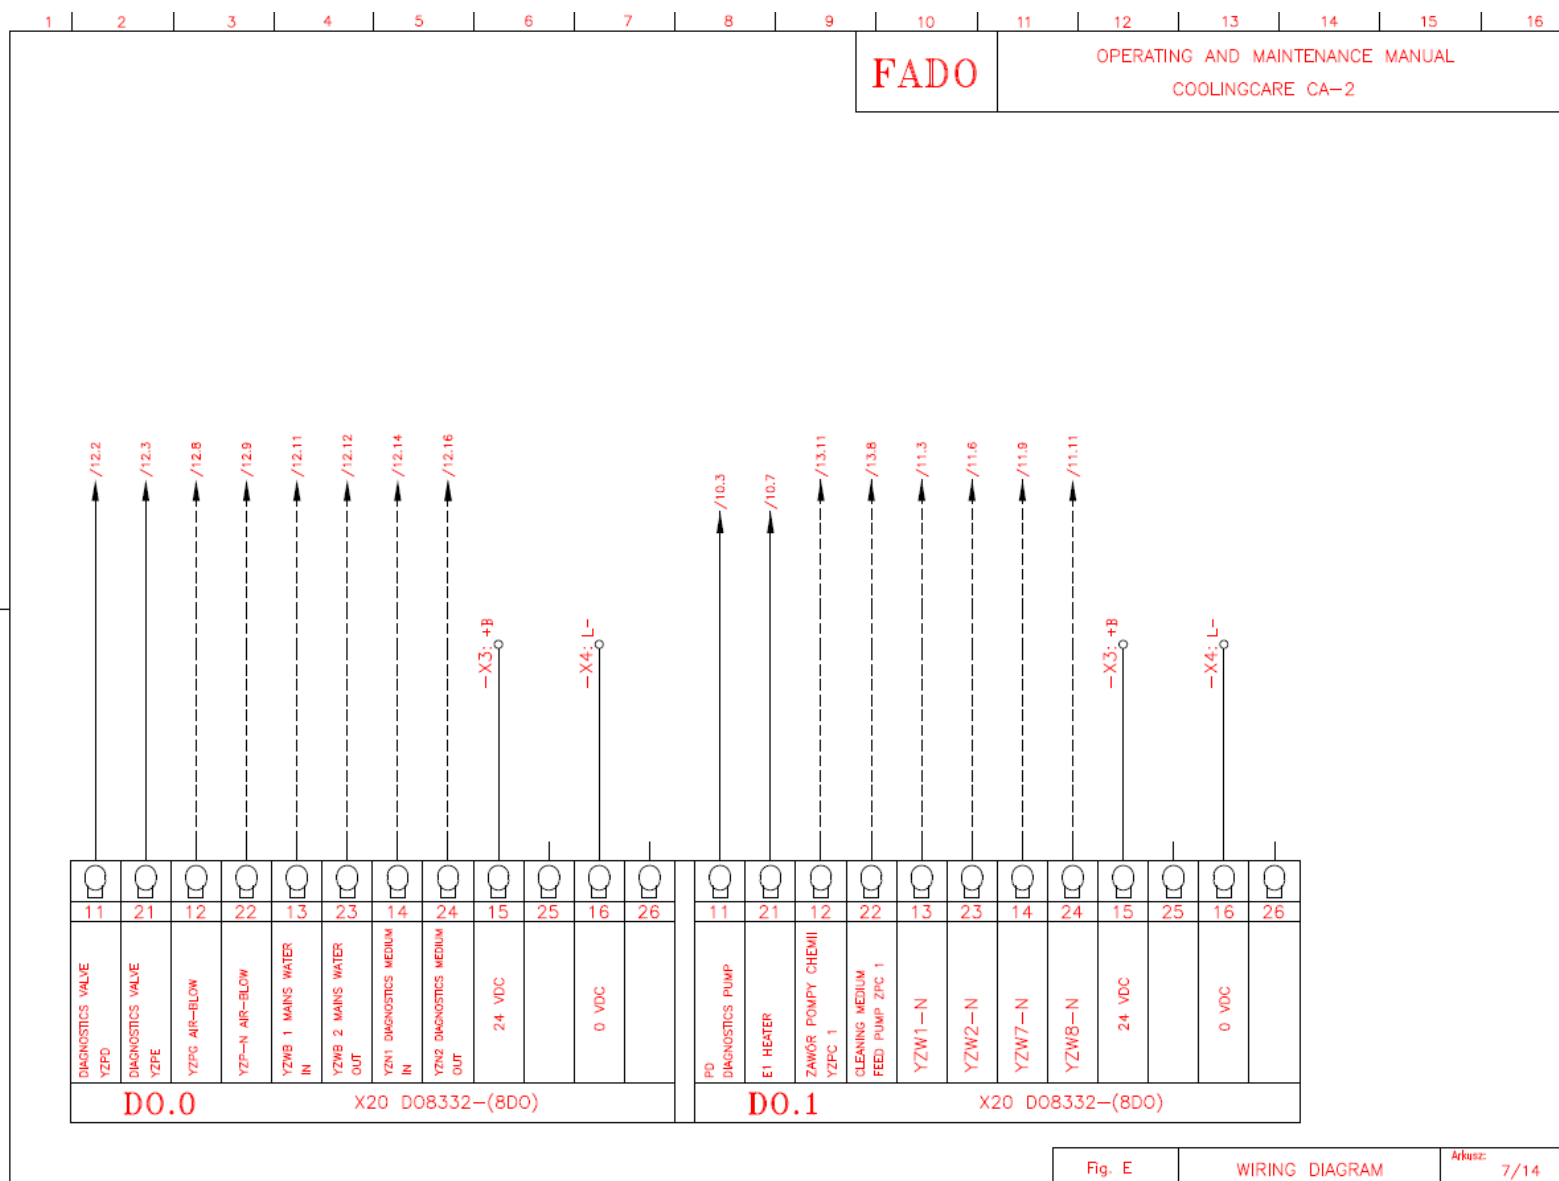 1 2 3 4 5 6 7 8 9 10 11 12 13 14 15 16
FADO
OPERATING AND MAINTENANCE MANUAL
COOLINGCARE CA-2
/12.2
/12.3
/12.8
/12.9
/12.11
/12.12
/12.14
/12.16
-X3: +B
-X4: L-
/10.3
/10.7
/13.11
/13.8
/11.3
/11.6
/11.9
/11.11
-X3: +B
-X4: L-
11 21 12 22 13 23 14 24 15 25 16 26
11 21 12 22 13 23 14 24 15 25 16 26
DIAGNOSTICS VALVE
YZPD
DIAGNOSTICS VALVE
YZPE
YZPG AIR-BLOW
YZP-N AIR-BLOW
YZWB 1 MAINS WATER
IN
YZWB 2 MAINS WATER
OUT
YZN1 DIAGNOSTICS MEDIUM
IN
YZN2 DIAGNOSTICS MEDIUM
OUT
24 VDC
0 VDC
PD
DIAGNOSTICS PUMP
E1 HEATER
ZAWÓR POMPY CHEMII
YZPC 1
CLEANING MEDIUM
FEED PUMP ZPC 1
YZW1-N
YZW2-N
YZW7-N
YZW8-N
24 VDC
0 VDC
DO.0 X20 DO8332-(8DO)
DO.1 X20 DO8332-(8DO)
Fig. E
WIRING DIAGRAM
Arkusz:
7/14